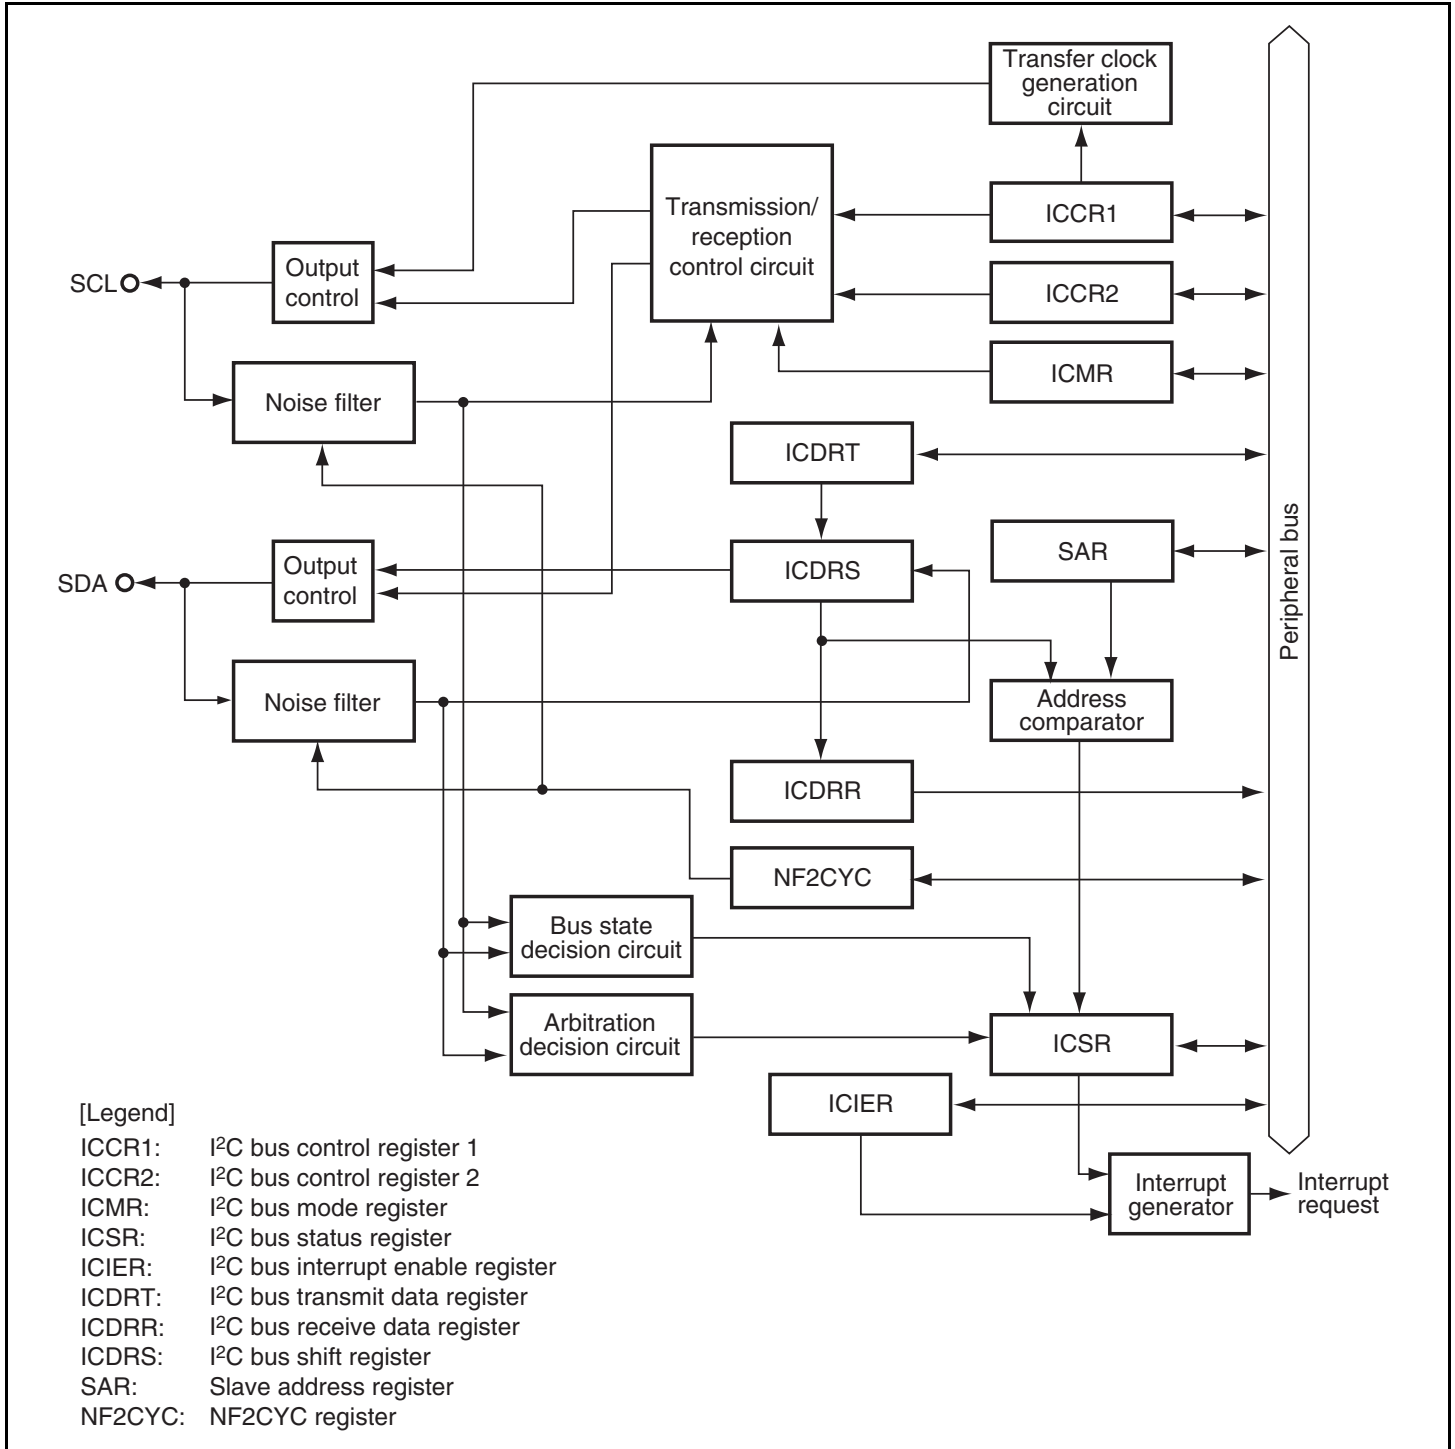 Transfer clock
generation
circuit
Transmission/
reception
control circuit
ICCR1
Output
control
SCL
ICCR2
ICMR
Noise filter
ICDRT
Peripheral bus
SAR
ICDRS
Output
control
SDA
Noise filter
Address
comparator
ICDRR
NF2CYC
Bus state
decision circuit
Arbitration
decision circuit
ICSR
ICIER
Interrupt
generator
Interrupt
request
[Legend]
ICCR1: I2C bus control register 1
ICCR2: I2C bus control register 2
ICMR: I2C bus mode register
ICSR: I2C bus status register
ICIER: I2C bus interrupt enable register
ICDRT: I2C bus transmit data register
ICDRR: I2C bus receive data register
ICDRS: I2C bus shift register
SAR: Slave address register
NF2CYC: NF2CYC register